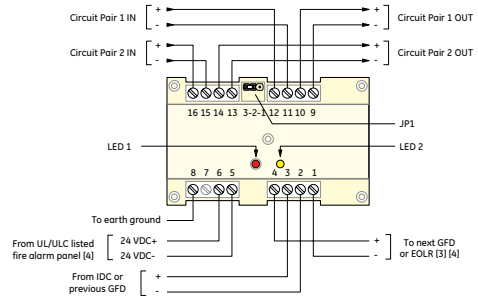 Circuit Pair 1 IN + - + - Circuit Pair 1 OUT
Circuit Pair 2 IN + - + - Circuit Pair 2 OUT
16 15 14 13 3-2-1 12 11 10 9
JP1
LED 1 LED 2
8 7 6 5 4 3 2 1
To earth ground
From UL/ULC listed
fire alarm panel [4]
24 VDC+
24 VDC-
+ -
To next GFD
or EOLR [3] [4]
From IDC or
previous GFD
+ -